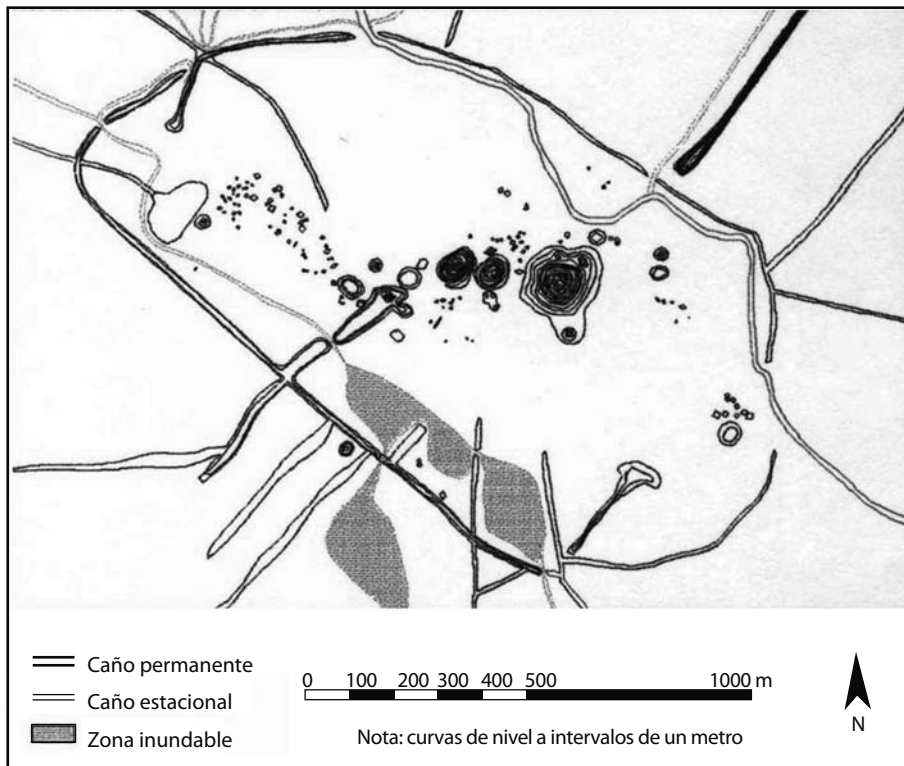 Caño permanente
Caño estacional
Zona inundable
0 100 200 300 400 500 1000 m
Nota: curvas de nivel a intervalos de un metro
N